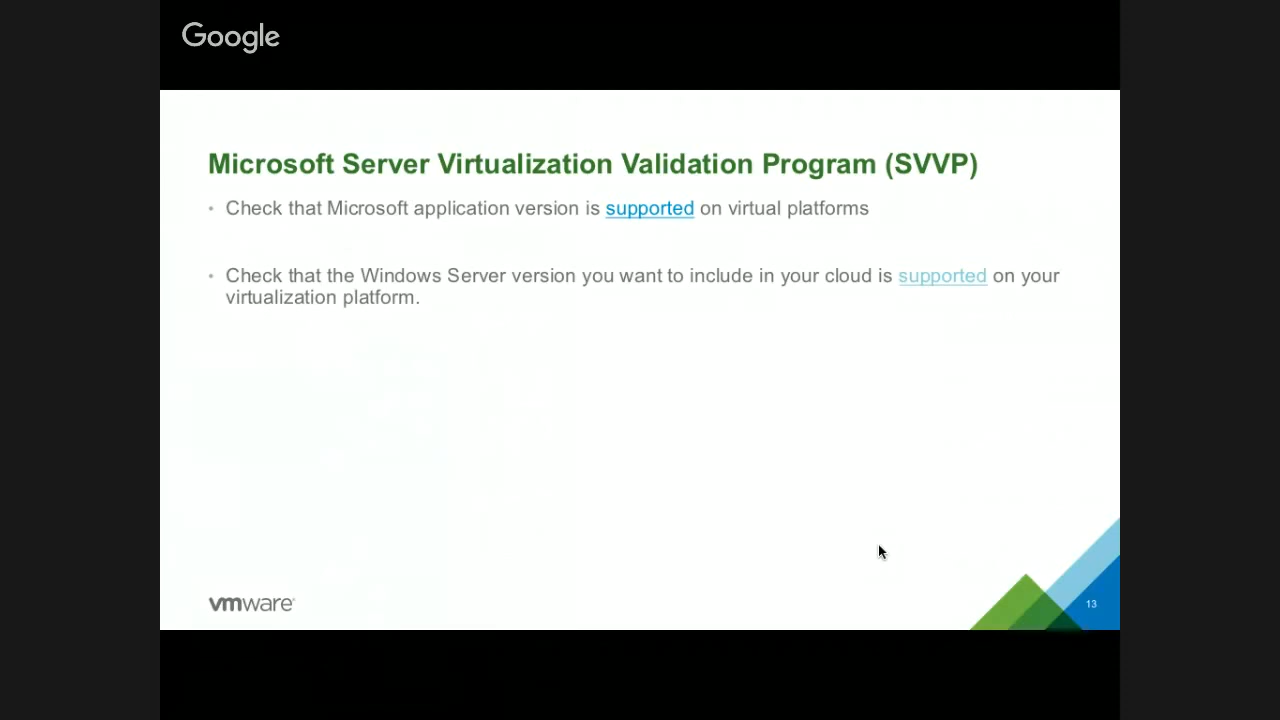 Google
Microsoft Server Virtualization Validation Program (SVVP)
• Check that Microsoft application version is supported on virtual platforms
• Check that the Windows Server version you want to include in your cloud is supported on your
virtualization platform.
vmware
13